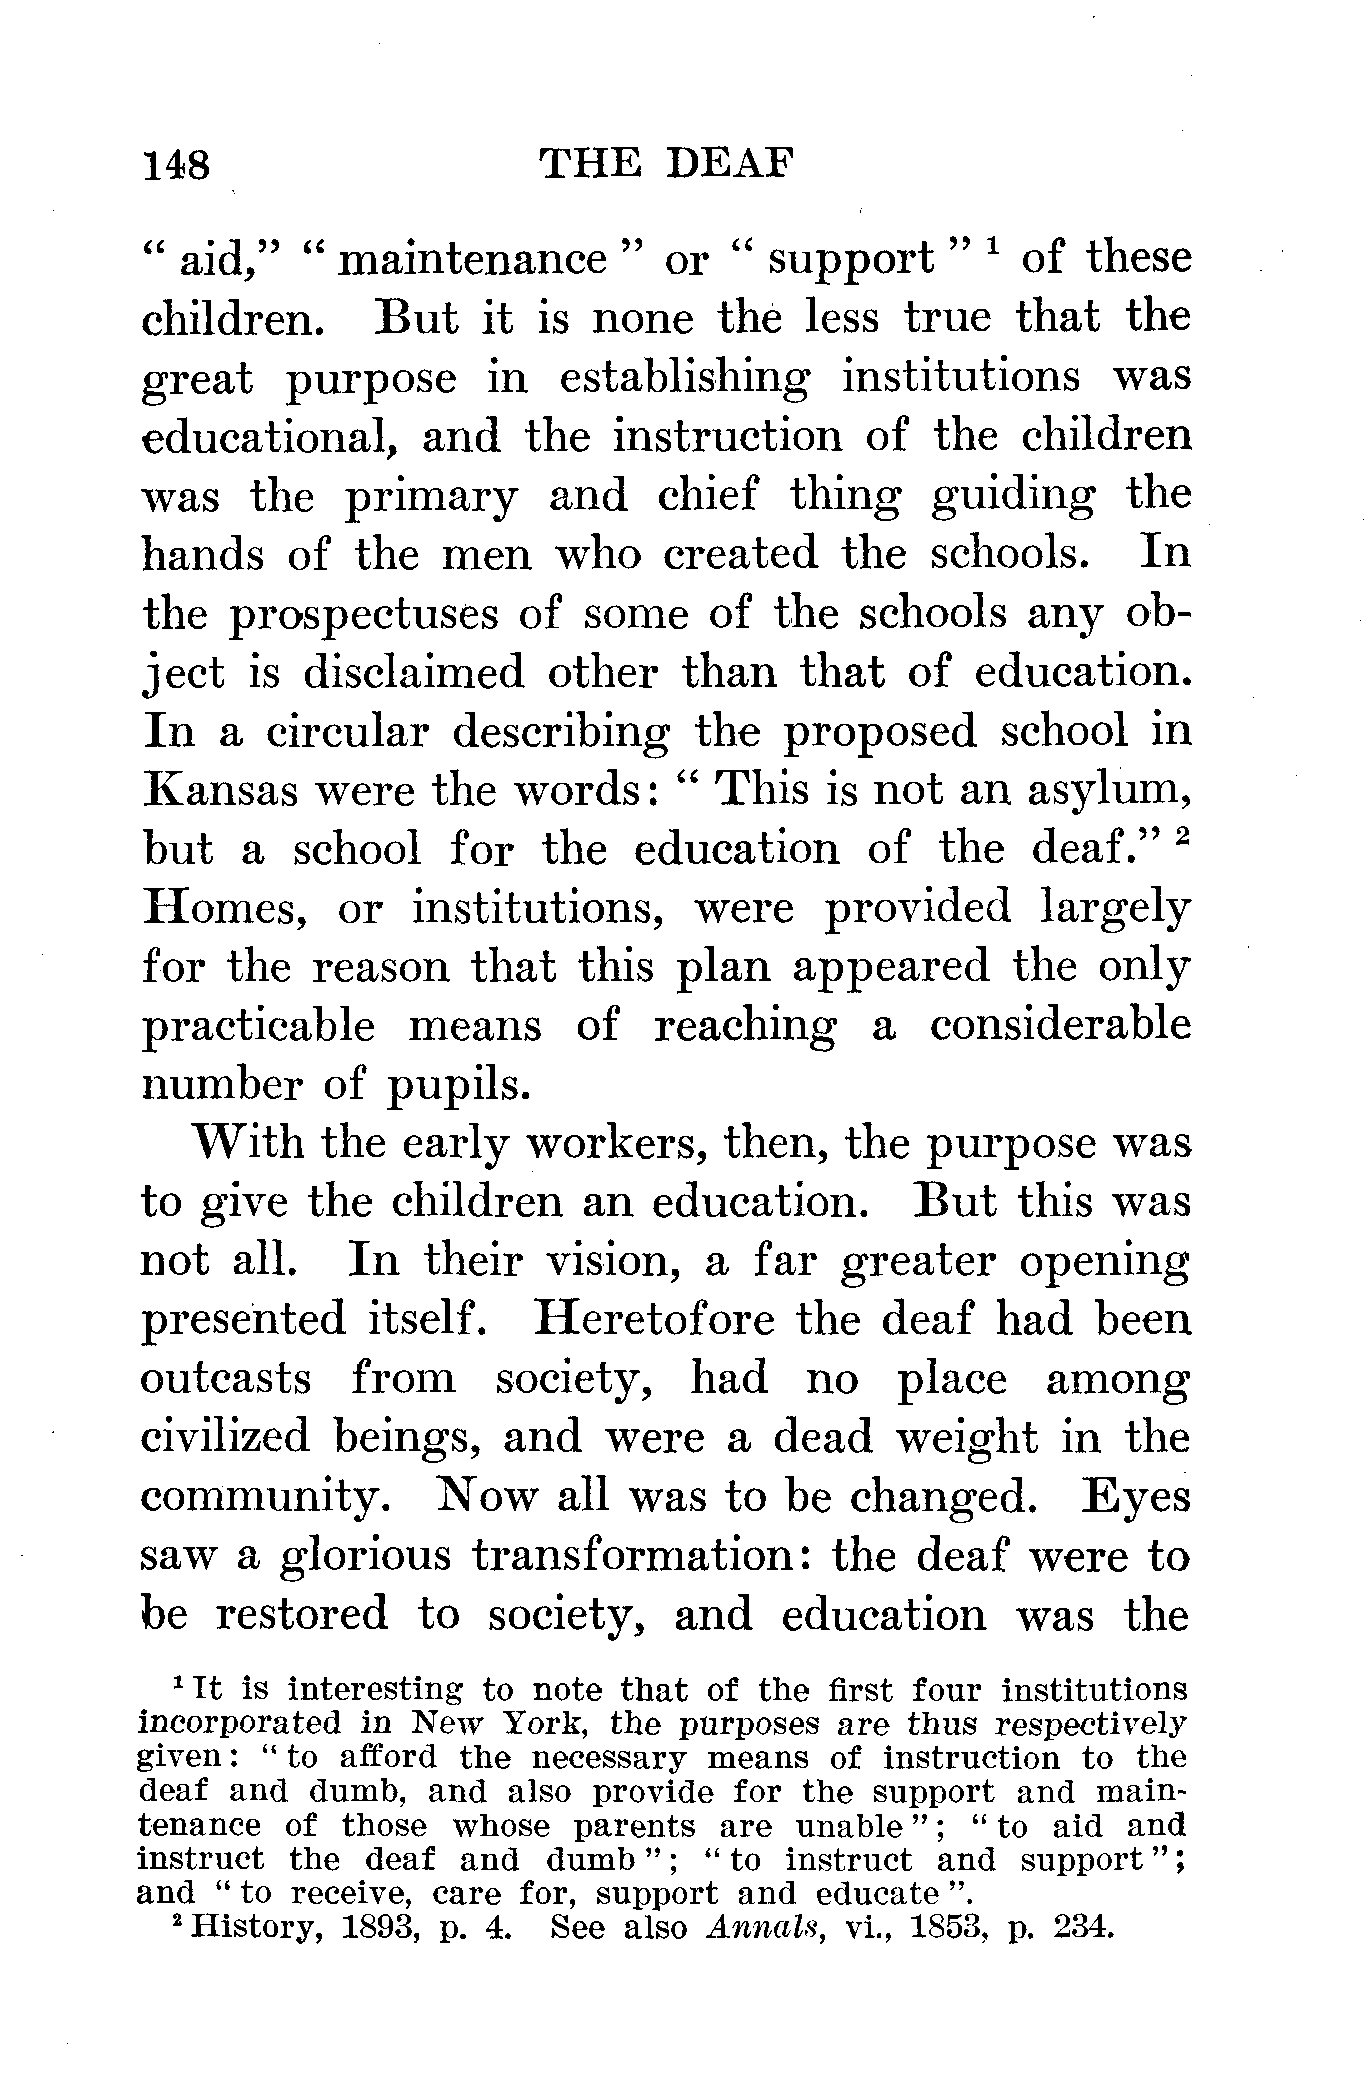 148 THE DEAF
“ aid,” “ maintenance ” or “ support ” ¹ of these
children. But it is none the less true that the
great purpose in establishing institutions was
educational, and the instruction of the children
was the primary and chief thing guiding the
hands of the men who created the schools. In
the prospectuses of some of the schools any ob-
ject is disclaimed other than that of education.
In a circular describing the proposed school in
Kansas were the words: “ This is not an asylum,
but a school for the education of the deaf.” ²
Homes, or institutions, were provided largely
for the reason that this plan appeared the only
practicable means of reaching a considerable
number of pupils.
With the early workers, then, the purpose was
to give the children an education. But this was
not all. In their vision, a far greater opening
presented itself. Heretofore the deaf had been
outcasts from society, had no place among
civilized beings, and were a dead weight in the
community. Now all was to be changed. Eyes
saw a glorious transformation: the deaf were to
be restored to society, and education was the
¹ It is interesting to note that of the first four institutions
incorporated in New York, the purposes are thus respectively
given: “ to afford the necessary means of instruction to the
deaf and dumb, and also provide for the support and main-
tenance of those whose parents are unable ”; “ to aid and
instruct the deaf and dumb ”; “ to instruct and support ”;
and “ to receive, care for, support and educate ”.
² History, 1893, p. 4. See also Annals, vi., 1853, p. 234.